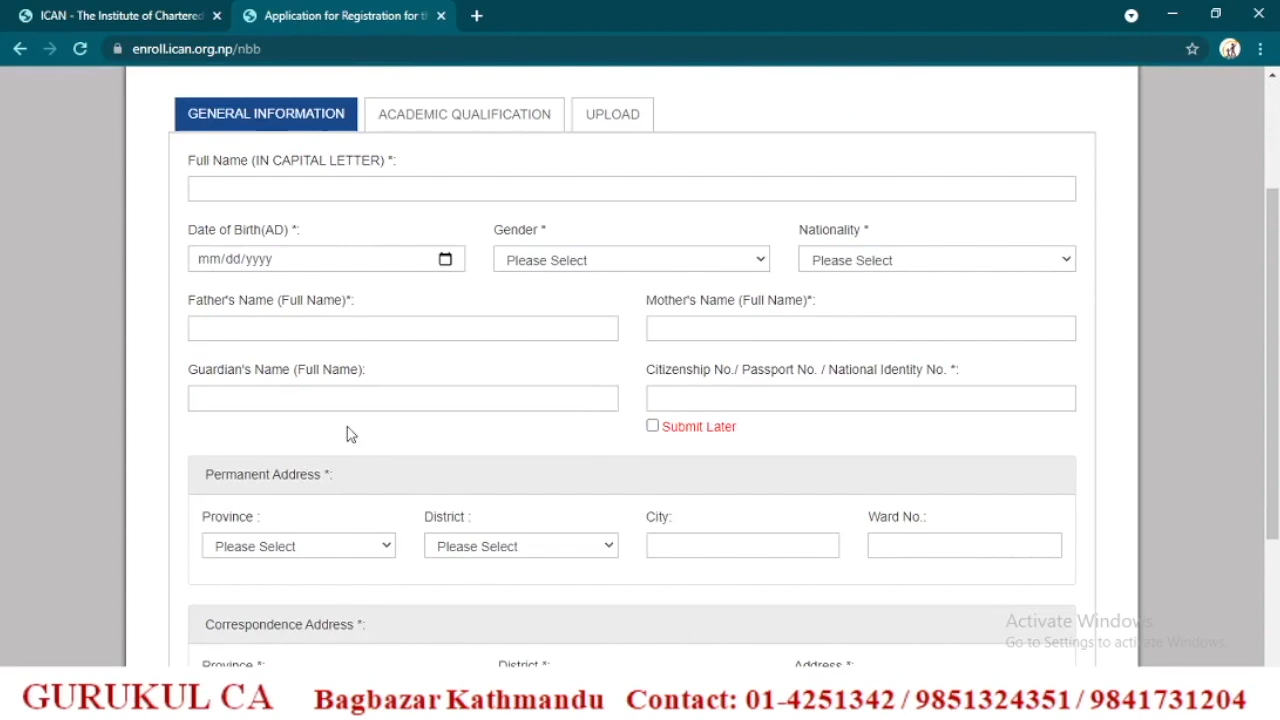 ICAN - The Institute of Chartered
Application for Registration for th
enroll.ican.org.np/nbb
GENERAL INFORMATION
ACADEMIC QUALIFICATION
UPLOAD
Full Name (IN CAPITAL LETTER) *:
Date of Birth(AD) *: Gender * Nationality *
mm/dd/yyyy Please Select Please Select
Father's Name (Full Name)*: Mother's Name (Full Name)*:
Guardian's Name (Full Name): Citizenship No./ Passport No. / National Identity No. *:
Submit Later
Permanent Address *:
Province : District : City: Ward No.:
Please Select Please Select
Correspondence Address *:
Province *: District *: Address *:
Activate Windows
Go to Settings to activate Windows.
GURUKUL CA Bagbazar Kathmandu Contact: 01-4251342 / 9851324351 / 9841731204